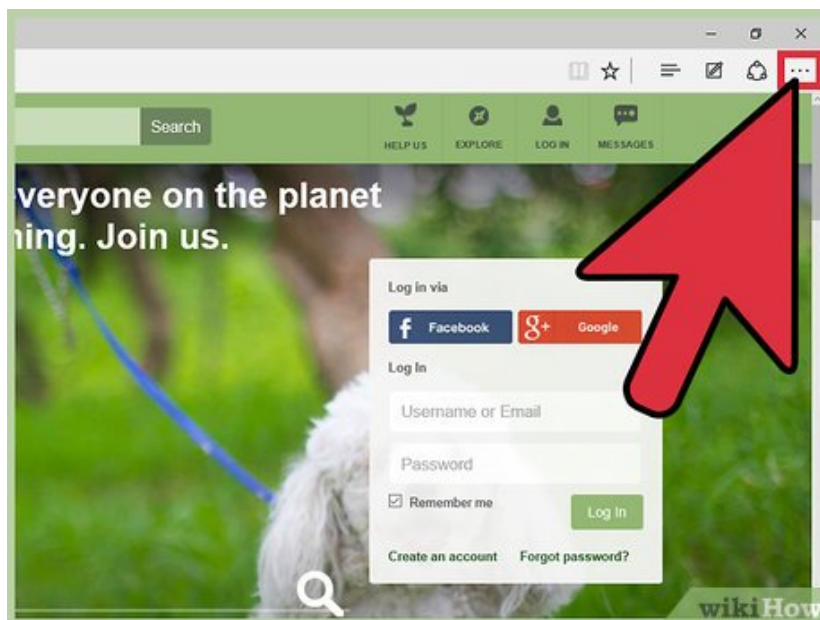 Search
HELP US EXPLORE LOG IN MESSAGES
veryone on the planet
ning. Join us.
Log in via
f Facebook g+ Google
Log In
Username or Email
Password
Remember me
Log In
Create an account Forgot password?
wikiHow